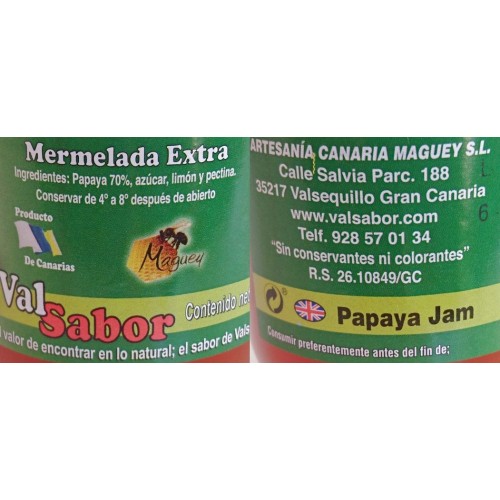 Mermelada Extra
Ingredientes: Papaya 70%, azúcar, limón y pectina.
Conservar de 4º a 8º después de abierto
Producto
De Canarias
Maguey
Val
Sabor
Contenido
valor de encontrar en lo natural; el sabor de
ARTESANÍA CANARIA MAGUEY S.L.
Calle Salvia Parc. 188
35217 Valsequillo Gran Canaria
www.valsabor.com
Telf. 928 57 01 34
“Sin conservantes ni colorantes”
R.S. 26.10849/GC
Papaya Jam
Consumir preferentemente antes del fin de;